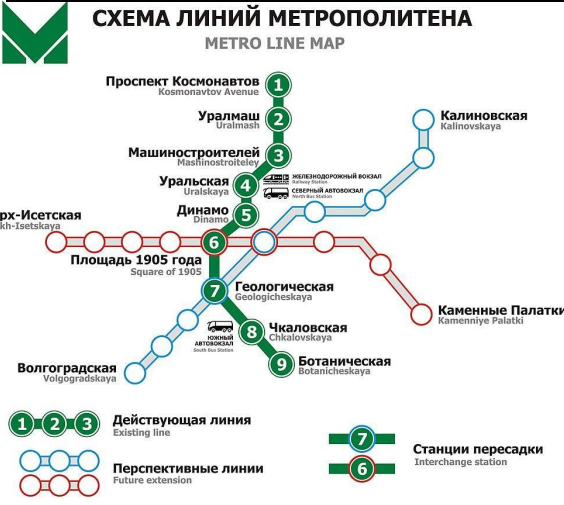 СХЕМА ЛИНИЙ МЕТРОПОЛИТЕНА
METRO LINE MAP
Проспект Космонавтов
Kosmonavtov Avenue
1
Уралмаш
Uralmash
2
Калиновская
Kalinovskaya
Машиностроителей
Mashinostroiteley
3
Уральская
Uralskaya
4
ЖЕЛЕЗНОДОРОЖНЫЙ ВОКЗАЛ
Railway Station
СЕВЕРНЫЙ АВТОВОКЗАЛ
North Bus Station
Динамо
Dinamo
5
рх-Исетская
kh-Isetskaya
6
Площадь 1905 года
Square of 1905
7
Геологическая
Geologicheskaya
Каменные Палатки
Kamenniye Palatki
ЮЖНЫЙ
АВТОВОКЗАЛ
South Bus Station
8
Чкаловская
Chkalovskaya
Волгоградская
Volgogradskaya
9
Ботаническая
Botanicheskaya
1 2 3
Действующая линия
Existing line
Перспективные линии
Future extension
7
6
Станции пересадки
Interchange station